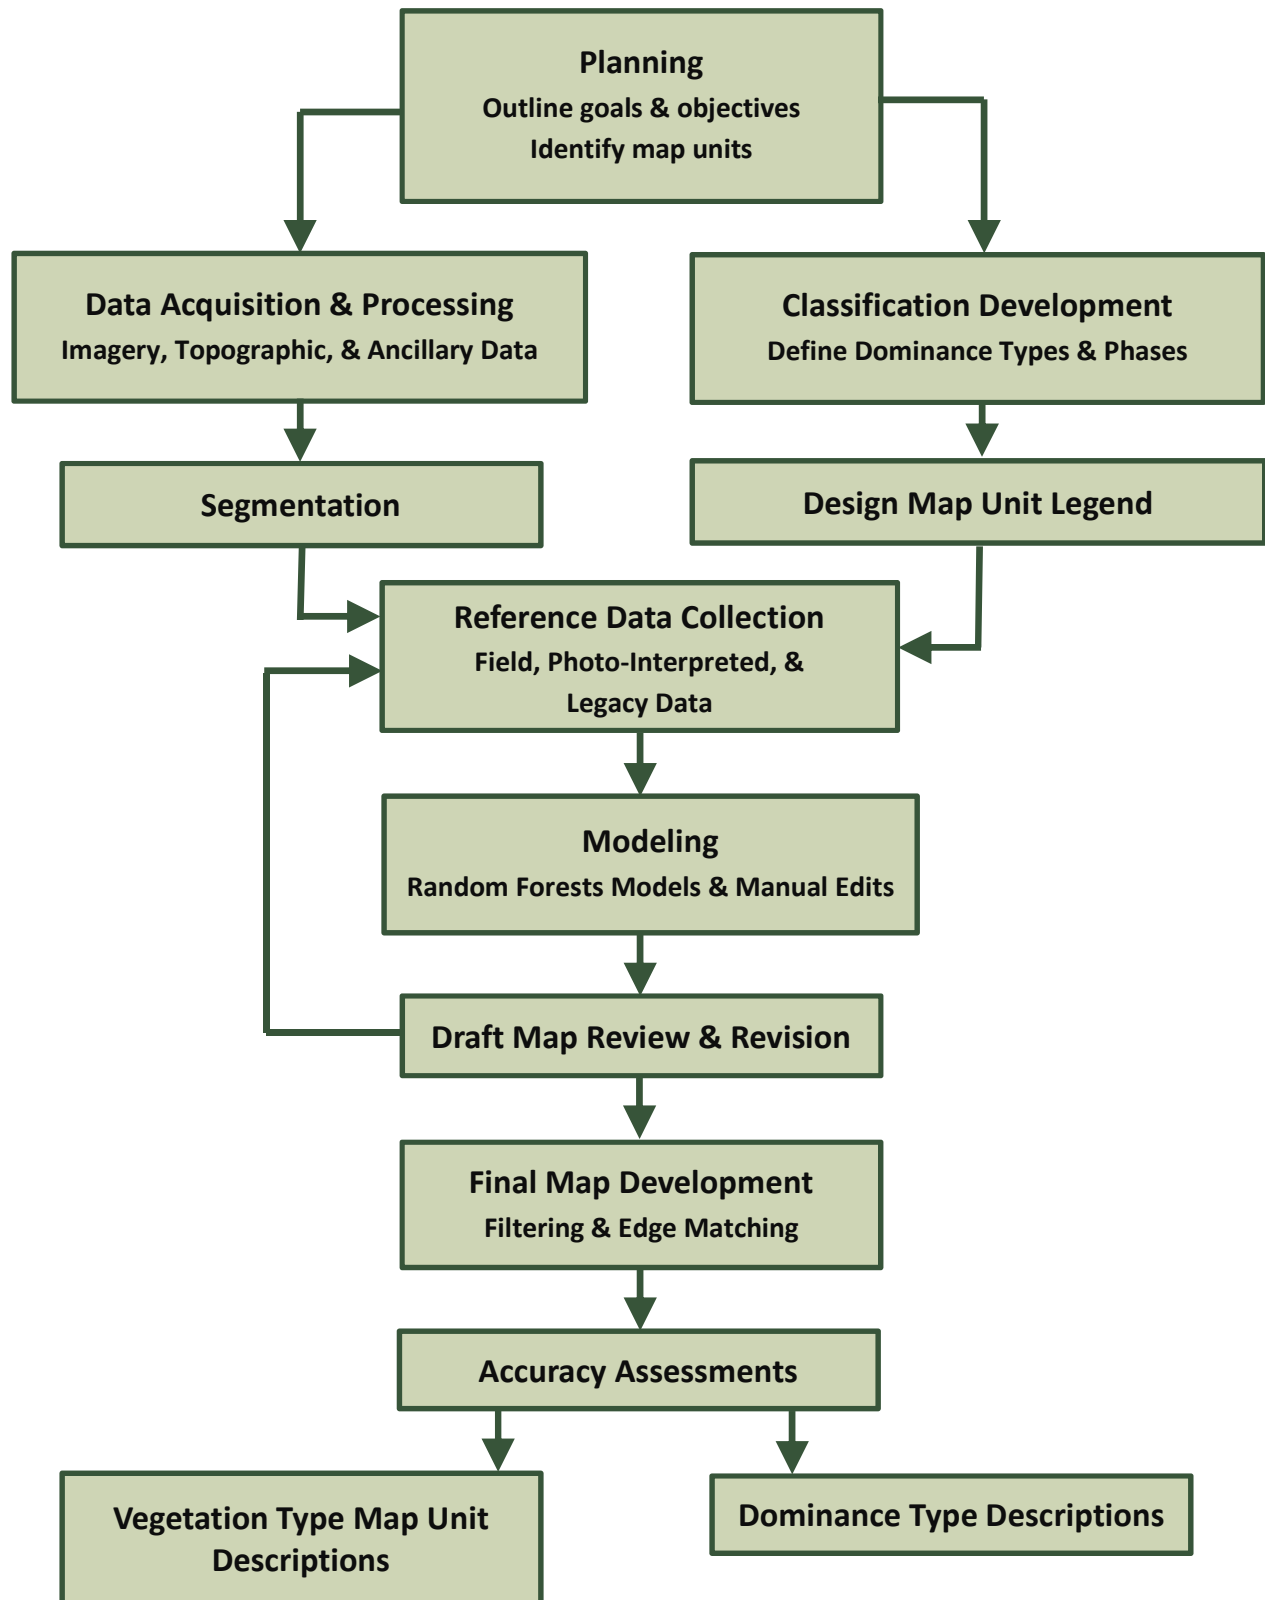 Planning
Outline goals & objectives
Identify map units
Data Acquisition & Processing
Imagery, Topographic, & Ancillary Data
Classification Development
Define Dominance Types & Phases
Segmentation
Design Map Unit Legend
Reference Data Collection
Field, Photo-Interpreted, &
Legacy Data
Modeling
Random Forests Models & Manual Edits
Draft Map Review & Revision
Final Map Development
Filtering & Edge Matching
Accuracy Assessments
Vegetation Type Map Unit
Descriptions
Dominance Type Descriptions